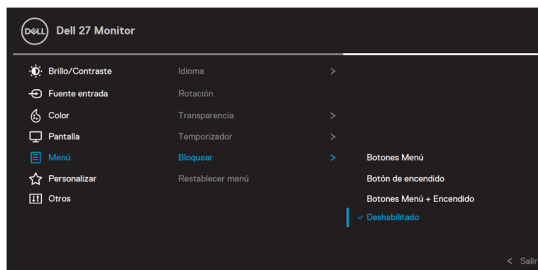 DELL Dell 27 Monitor
Brillo/Contraste Idioma >
Fuente entrada Rotación
Color Transparencia >
Pantalla Temporizador >
Menú Bloquear > Botones Menú
Personalizar Restablecer menú Botón de encendido
Otros Botones Menú + Encendido
✓ Deshabilitado
< Salir